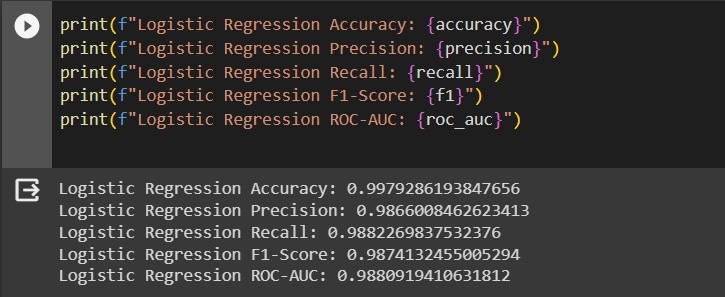 print(f"Logistic Regression Accuracy: {accuracy}")
print(f"Logistic Regression Precision: {precision}")
print(f"Logistic Regression Recall: {recall}")
print(f"Logistic Regression F1-Score: {f1}")
print(f"Logistic Regression ROC-AUC: {roc_auc}")
Logistic Regression Accuracy: 0.9979286193847656
Logistic Regression Precision: 0.9866008462623413
Logistic Regression Recall: 0.9882269837532376
Logistic Regression F1-Score: 0.9874132455005294
Logistic Regression ROC-AUC: 0.9880919410631812